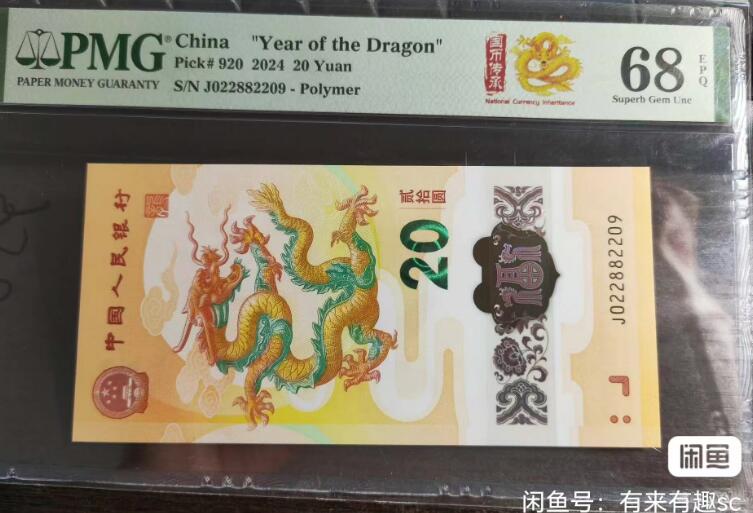 PMG
PAPER MONEY GUARANTY
China "Year of the Dragon"
Pick# 920 2024 20 Yuan
S/N J022882209 - Polymer
国币传承
National Currency Inheritance
68
EPQ
Superb Gem Unc
中国人民银行
贰拾圆
20
福
J022882209
闲鱼
闲鱼号：有来有趣sc